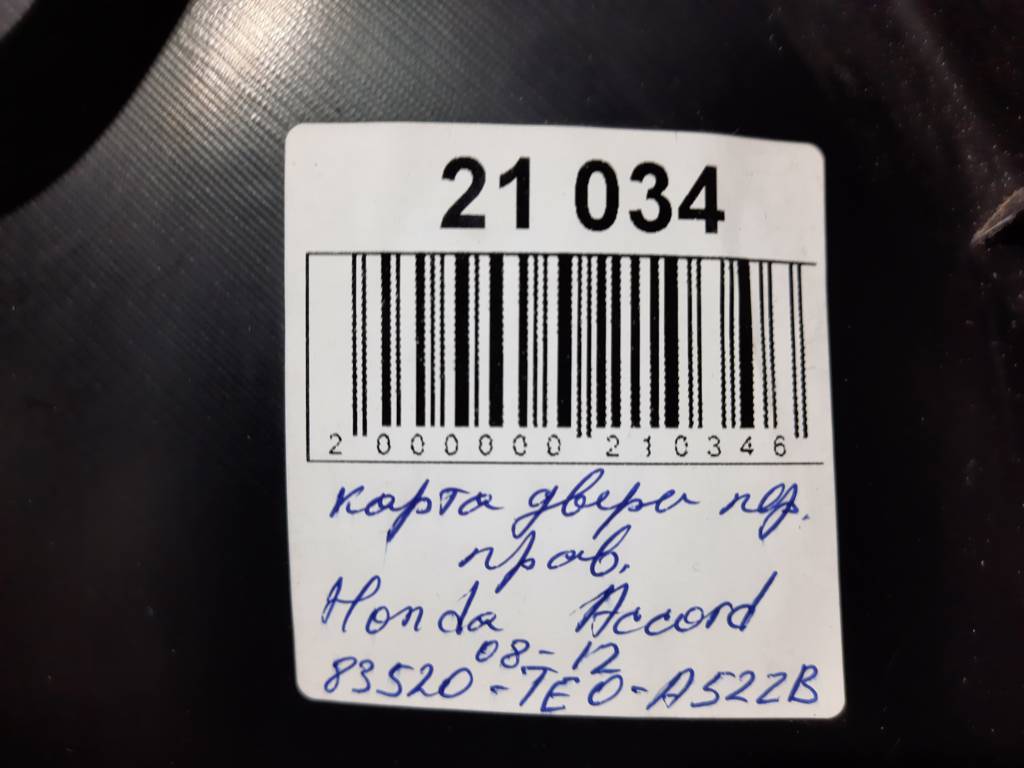 21 034
2 000000 210346
карта двери пер.
прав.
Honda Accord
08-12
83520-TE0-A522B